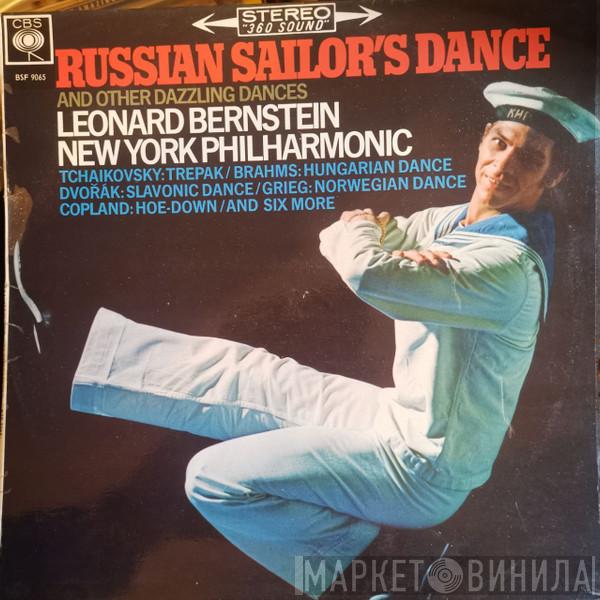 CBS
BSF 9065
STEREO
"360 SOUND"
RUSSIAN SAILOR'S DANCE
AND OTHER DAZZLING DANCES
LEONARD BERNSTEIN
NEW YORK PHILHARMONIC
TCHAIKOVSKY: TREPAK / BRAHMS: HUNGARIAN DANCE
DVOŘÁK: SLAVONIC DANCE / GRIEG: NORWEGIAN DANCE
COPLAND: HOE-DOWN / AND SIX MORE
МАРКЕТ ВИНИЛА